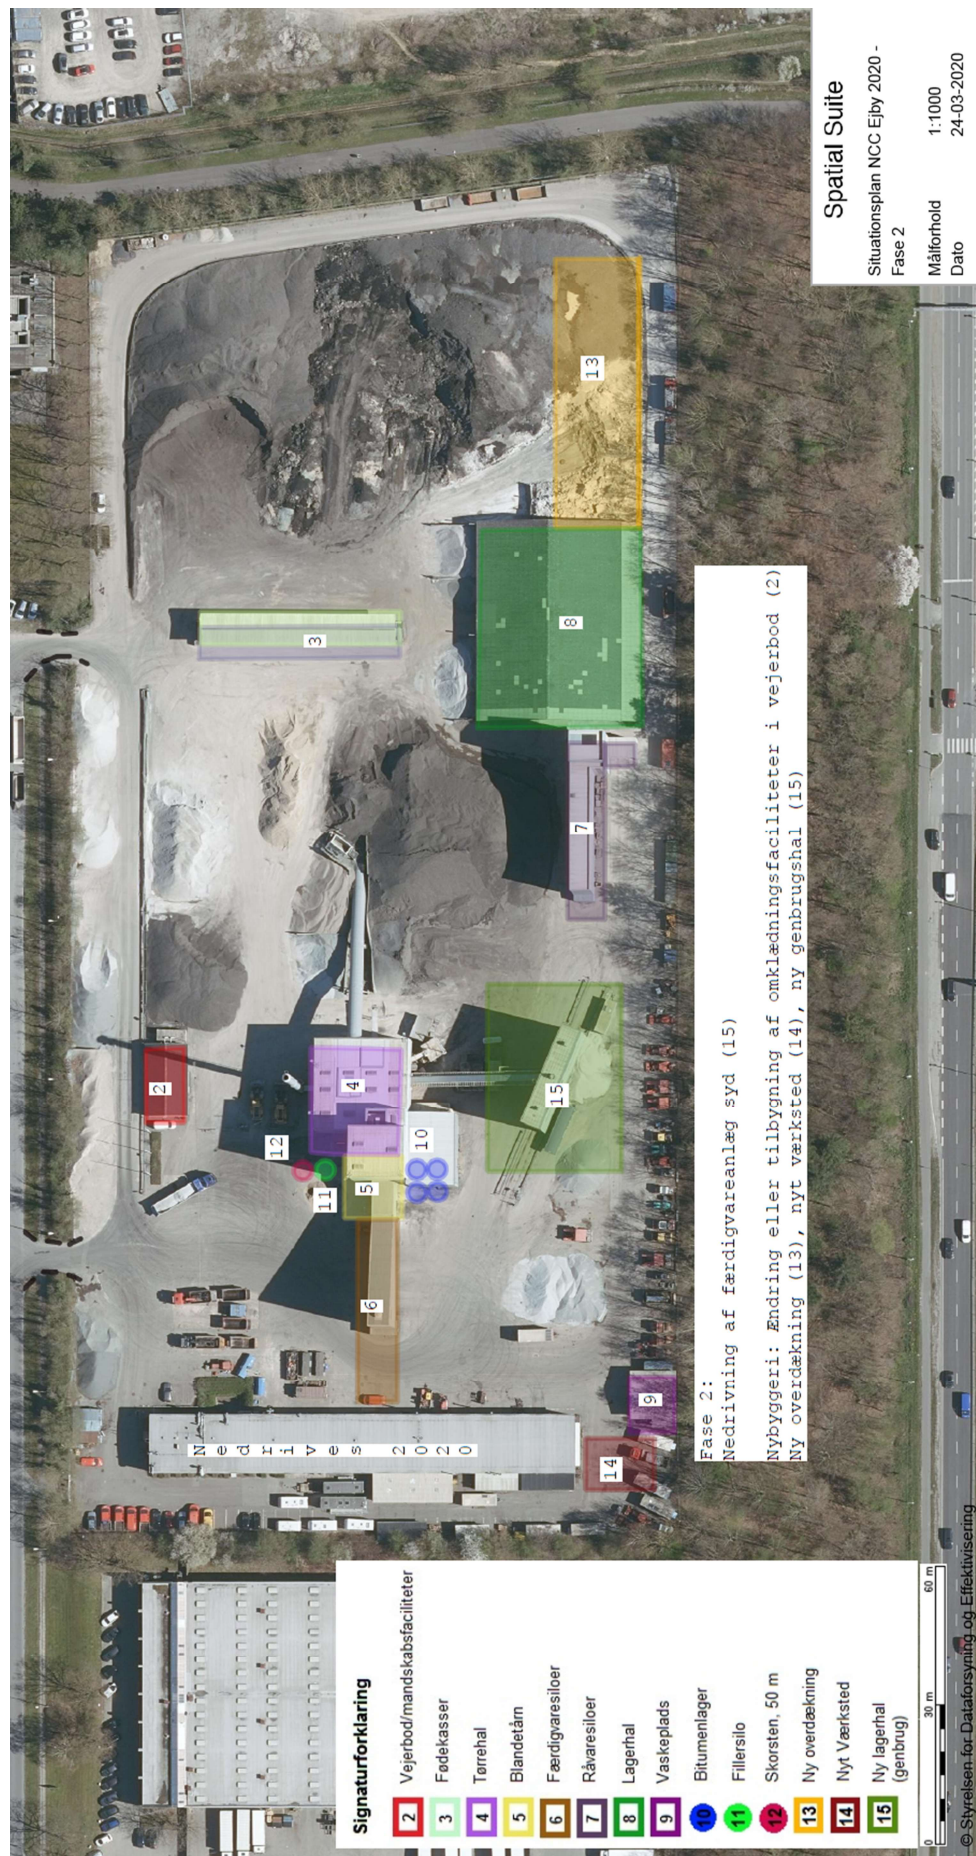 Spatial Suite
Situationsplan NCC Ejby 2020 -
Fase 2
Målforhold 1:1000
Dato 24-03-2020
2
3
4
5
6
7
8
9
10
11
12
13
14
15
Nedrives 2020
Fase 2:
Nedrivning af færdigvareanlæg syd (15)
Nybyggeri: Ændring eller tilbygning af omklædningsfaciliteter i vejerbod (2)
Ny overdækning (13), nyt værksted (14), ny genbrugshal (15)
Signaturforklaring
2 Vejerbod/mandskabsfaciliteter
3 Fødekasser
4 Tørrehal
5 Blandetårn
6 Færdigvaresiloer
7 Råvaresiloer
8 Lagerhal
9 Vaskeplads
10 Bitumenlager
11 Fillersilo
12 Skorsten, 50 m
13 Ny overdækning
14 Nyt Værksted
15 Ny lagerhal
(genbrug)
0 30 m 60 m
© Styrelsen for Dataforsyning og Effektivisering